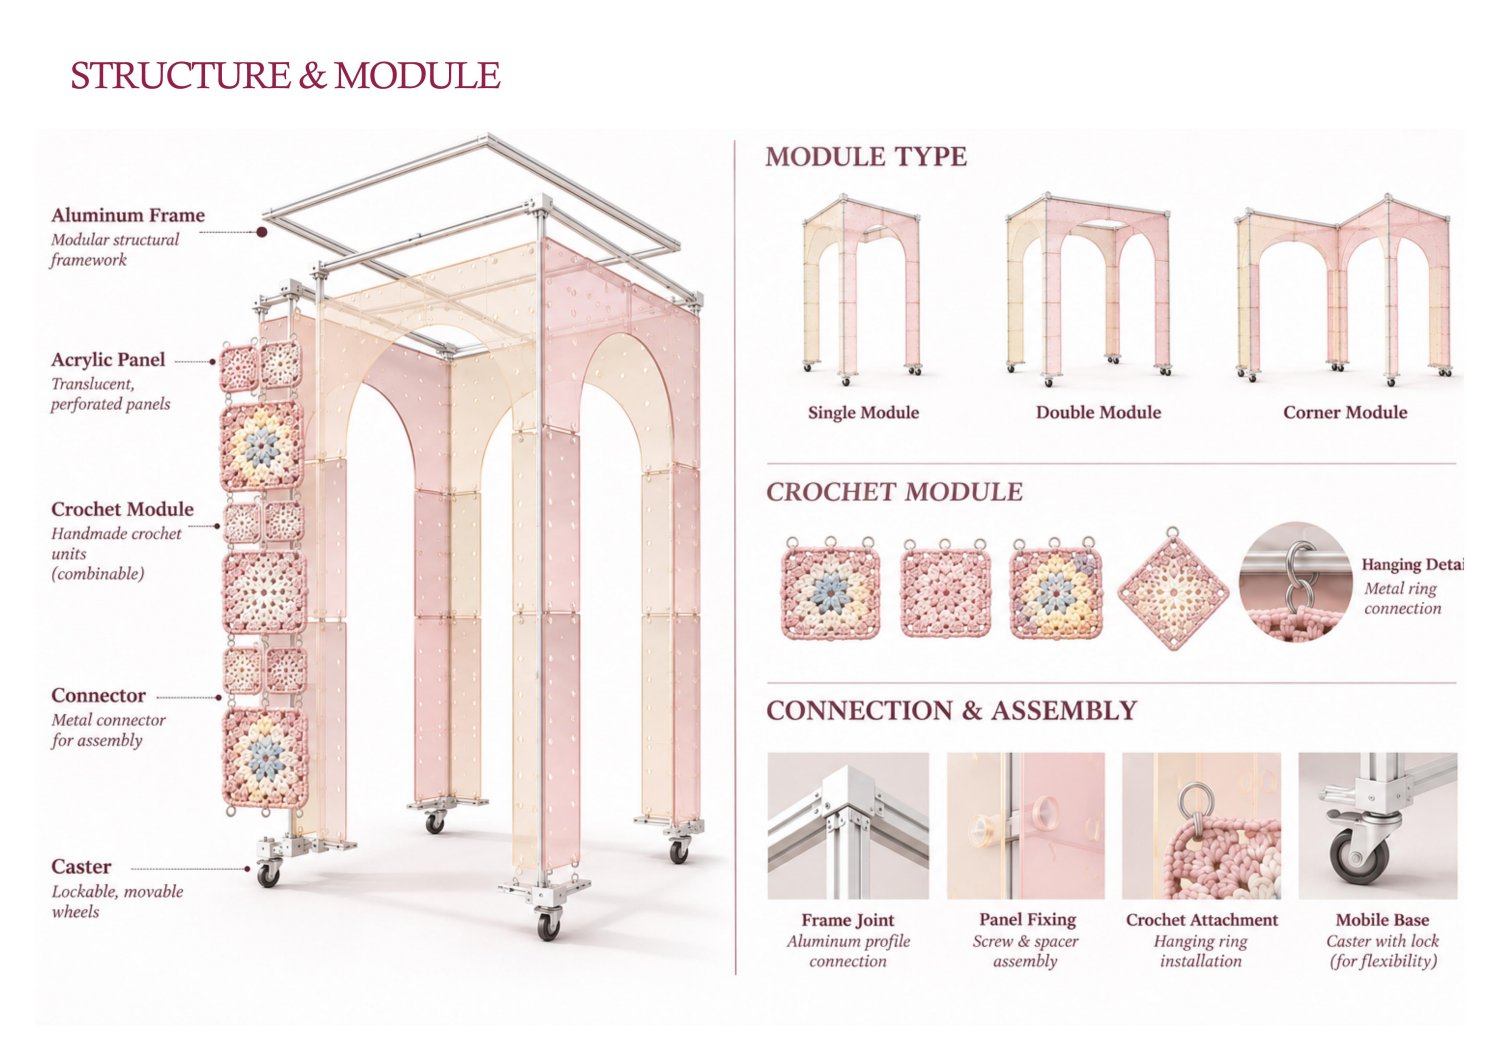 STRUCTURE & MODULE
Aluminum Frame
Modular structural
framework
Acrylic Panel
Translucent,
perforated panels
Crochet Module
Handmade crochet
units
(combinable)
Connector
Metal connector
for assembly
Caster
Lockable, movable
wheels
MODULE TYPE
Single Module
Double Module
Corner Module
CROCHET MODULE
Hanging Detai
Metal ring
connection
CONNECTION & ASSEMBLY
Frame Joint
Aluminum profile
connection
Panel Fixing
Screw & spacer
assembly
Crochet Attachment
Hanging ring
installation
Mobile Base
Caster with lock
(for flexibility)